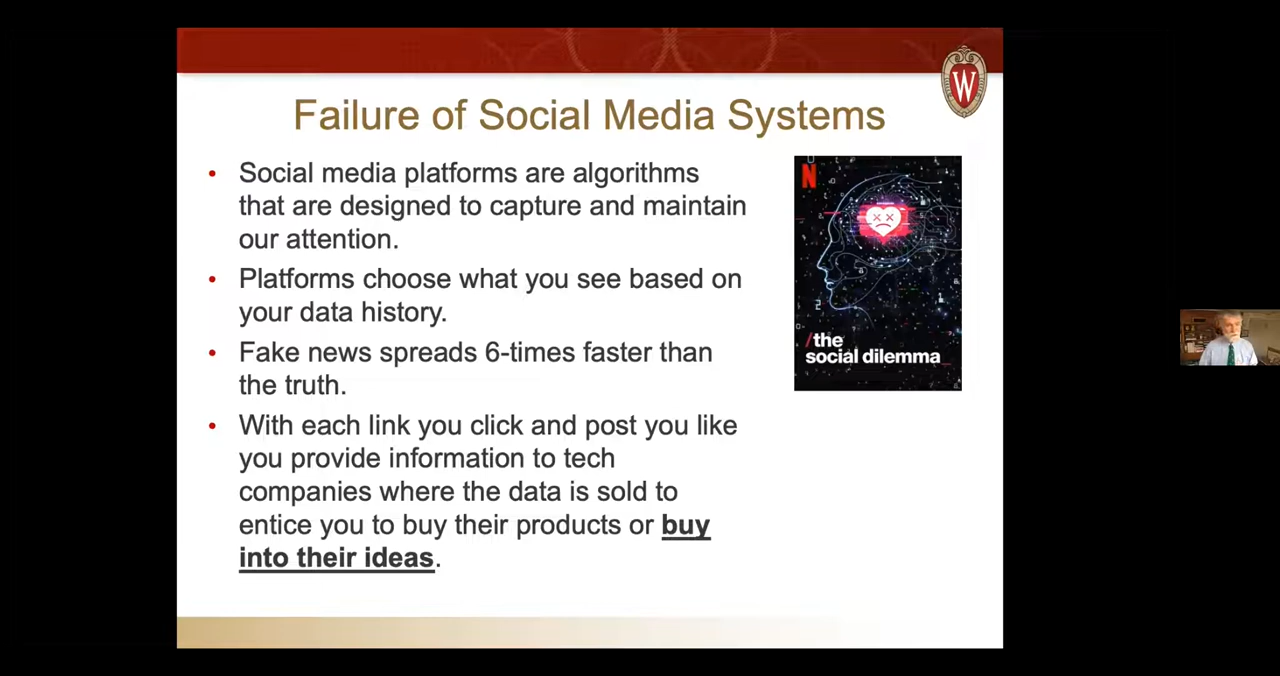 Failure of Social Media Systems
W
• Social media platforms are algorithms
that are designed to capture and maintain
our attention.
• Platforms choose what you see based on
your data history.
• Fake news spreads 6-times faster than
the truth.
• With each link you click and post you like
you provide information to tech
companies where the data is sold to
entice you to buy their products or buy
into their ideas.
N
/the
social dilemma